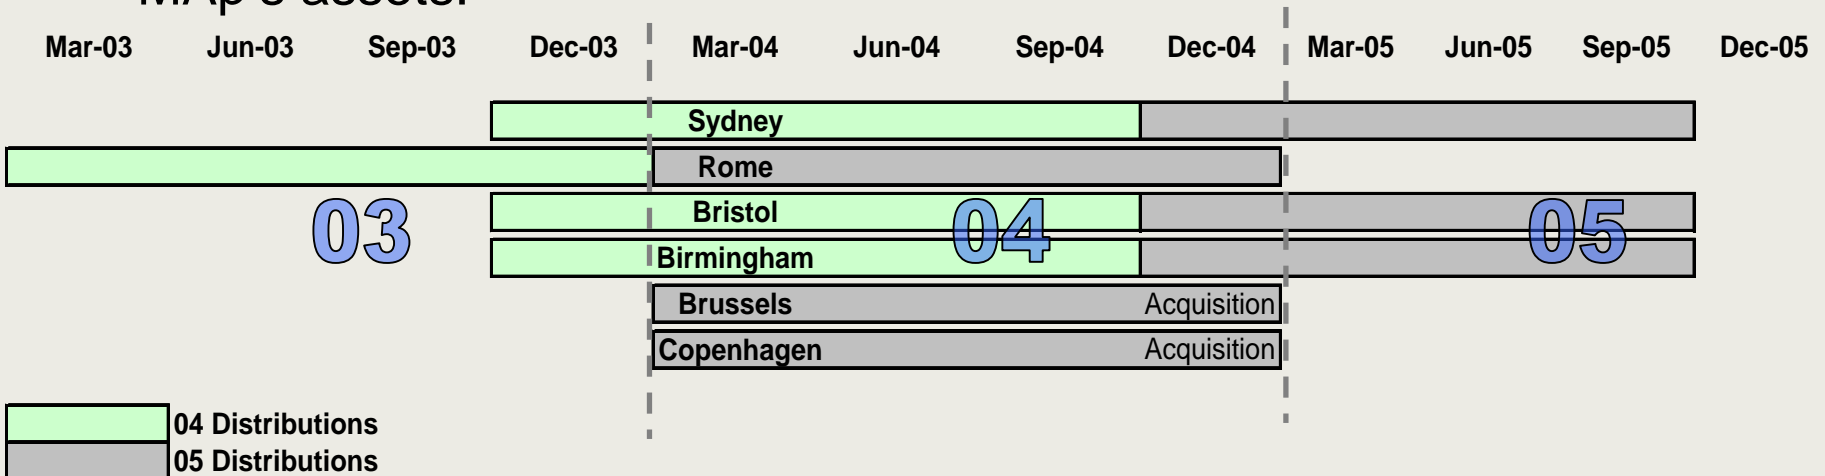 MAp's assets.
Mar-03 Jun-03 Sep-03 Dec-03 Mar-04 Jun-04 Sep-04 Dec-04 Mar-05 Jun-05 Sep-05 Dec-05
Sydney
Rome
Bristol
03 04 05
Birmingham
Brussels Acquisition
Copenhagen Acquisition
04 Distributions
05 Distributions